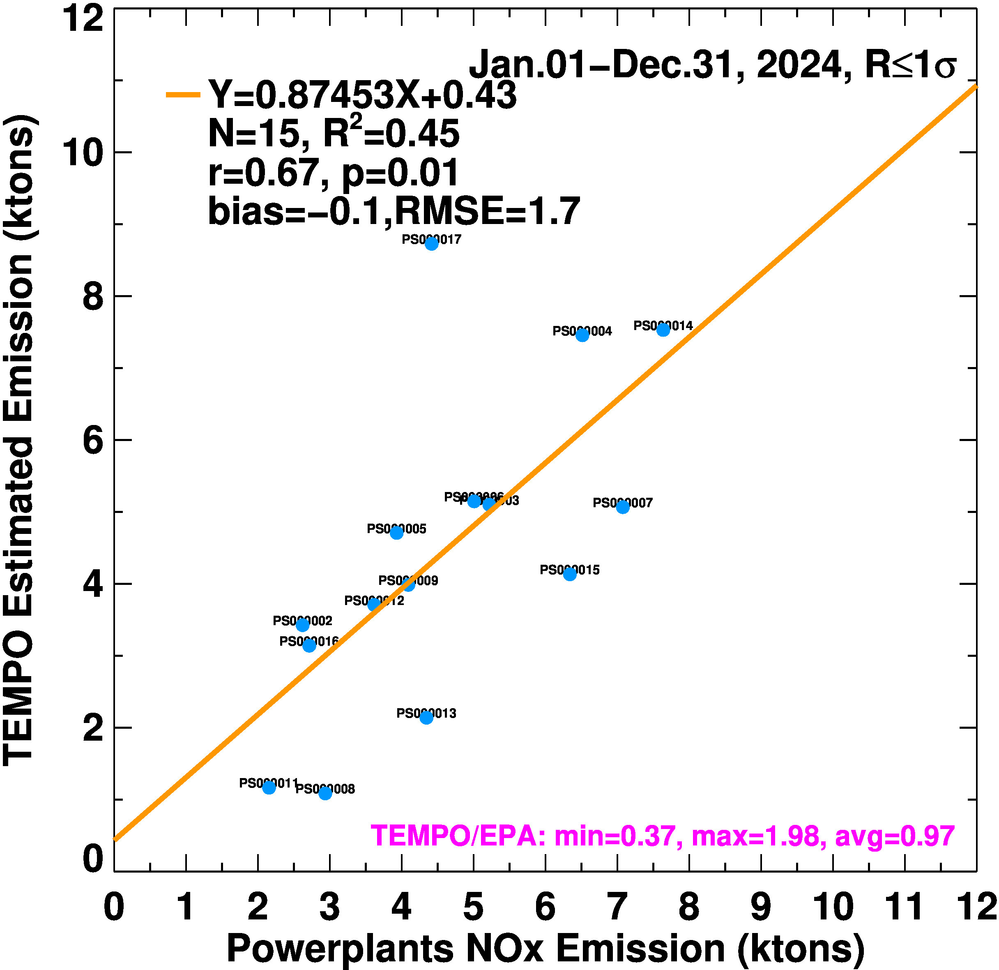 Jan.01−Dec.31, 2024, R≤1σ
Y=0.87453X+0.43
N=15, R²=0.45
r=0.67, p=0.01
bias=−0.1,RMSE=1.7
PS000017
PS000014
PS000004
PS000006
PS000003
PS000007
PS000005
PS000015
PS000009
PS000012
PS000002
PS000016
PS000013
PS000011
PS000008
TEMPO/EPA: min=0.37, max=1.98, avg=0.97
TEMPO Estimated Emission (ktons)
12
10
8
6
4
2
0
0 1 2 3 4 5 6 7 8 9 10 11 12
Powerplants NOx Emission (ktons)